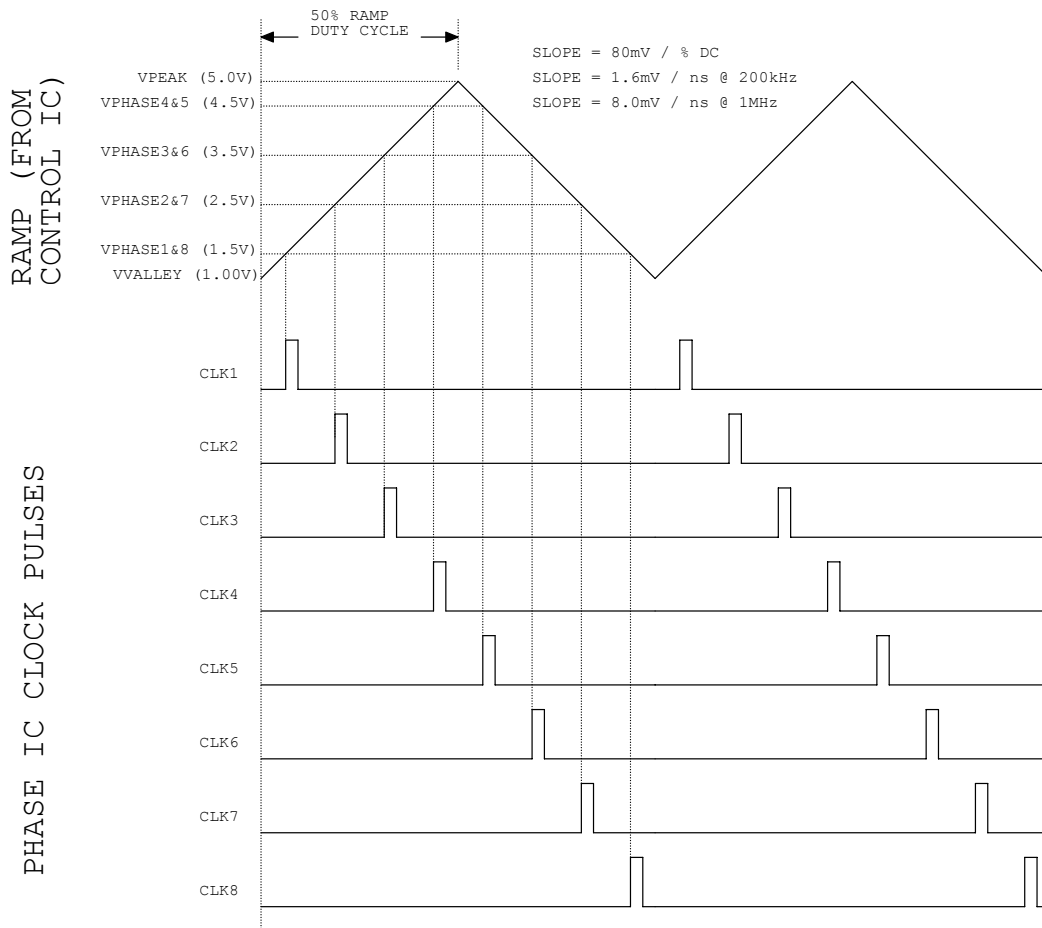 50% RAMP
DUTY CYCLE
SLOPE = 80mV / % DC
SLOPE = 1.6mV / ns @ 200kHz
SLOPE = 8.0mV / ns @ 1MHz
RAMP (FROM
CONTROL IC)
VPEAK (5.0V)
VPHASE4&5 (4.5V)
VPHASE3&6 (3.5V)
VPHASE2&7 (2.5V)
VPHASE1&8 (1.5V)
VVALLEY (1.00V)
PHASE IC CLOCK PULSES
CLK1
CLK2
CLK3
CLK4
CLK5
CLK6
CLK7
CLK8